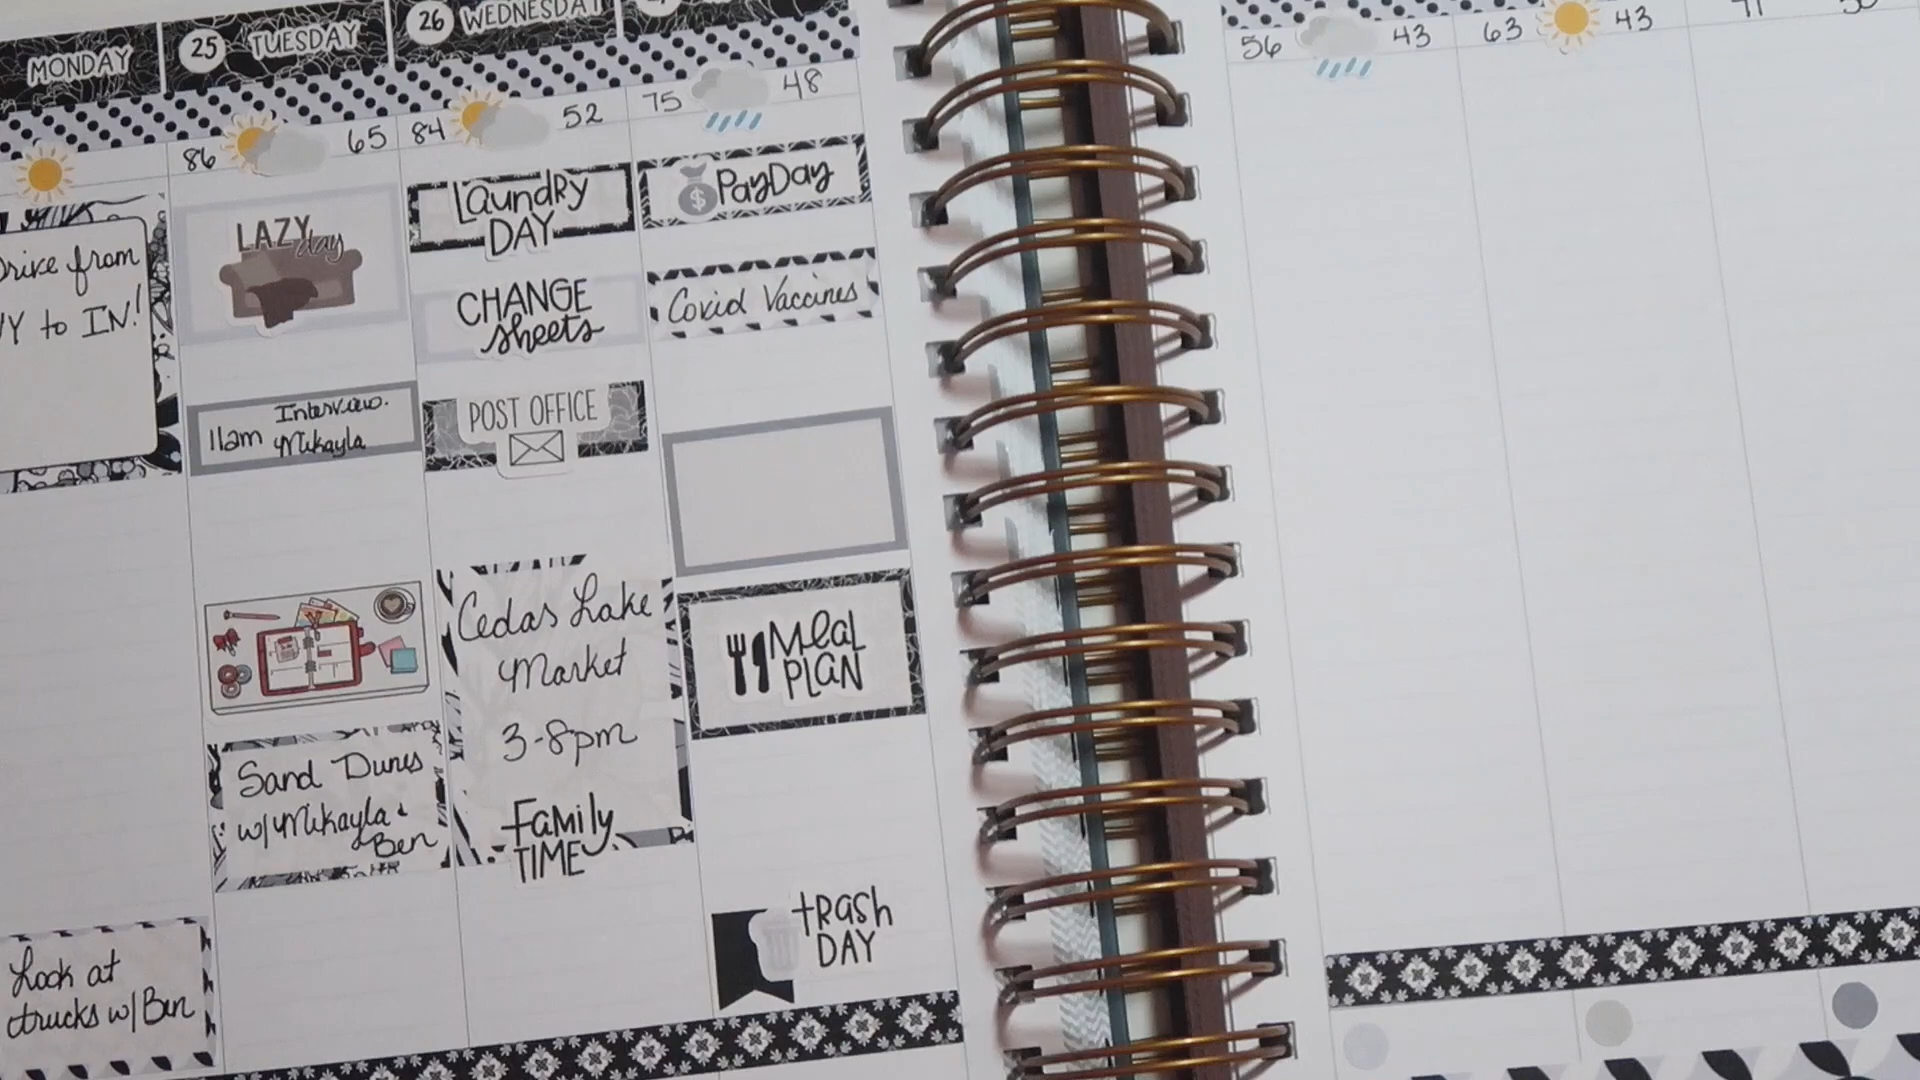 MONDAY
25 TUESDAY
26 WEDNESDAY
86 65
84 52
75 48
56 43
63 43
Drive from
NY to IN!
Look at
trucks w/Ben
LAZY
day
11am Interview.
Mikayla
Sand Dunes
w/Mikayla &
Ben
LaundRy
DAY
CHANGE
sheets
POST OFFICE
Cedar Lake
Market
3-8pm
FaMily
TIME
$ PayDay
Covid Vaccines
MeaL
PLAN
tRasH
DAY